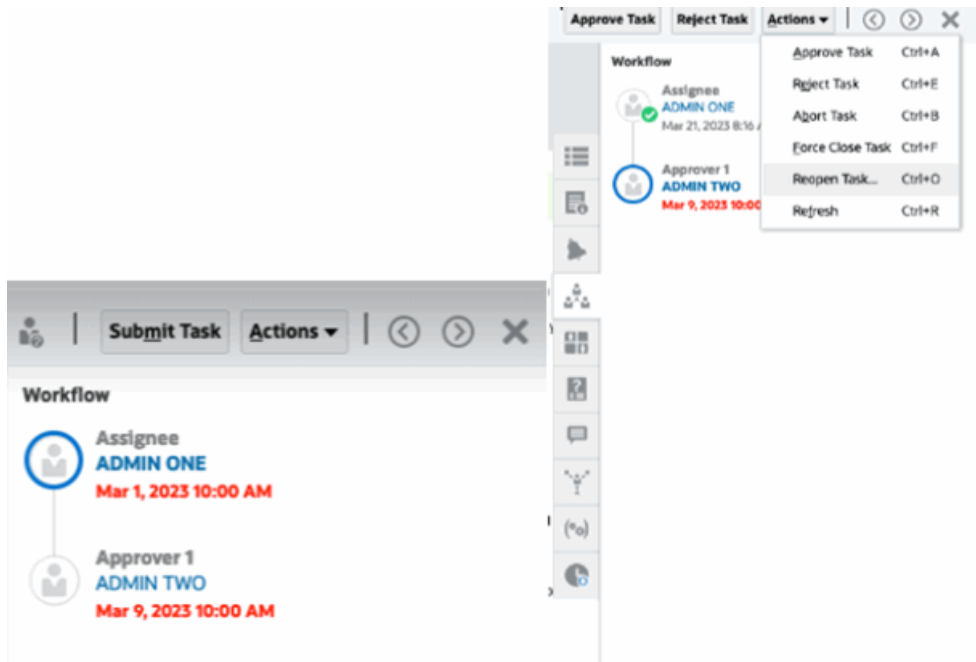 Approve Task Reject Task Actions
Approve Task Ctrl+A
Reject Task Ctrl+E
Abort Task Ctrl+B
Force Close Task Ctrl+F
Reopen Task... Ctrl+O
Refresh Ctrl+R
Workflow
Assignee
ADMIN ONE
Mar 21, 2023 8:16
Approver 1
ADMIN TWO
Mar 9, 2023 10:00
Submit Task Actions
Workflow
Assignee
ADMIN ONE
Mar 1, 2023 10:00 AM
Approver 1
ADMIN TWO
Mar 9, 2023 10:00 AM